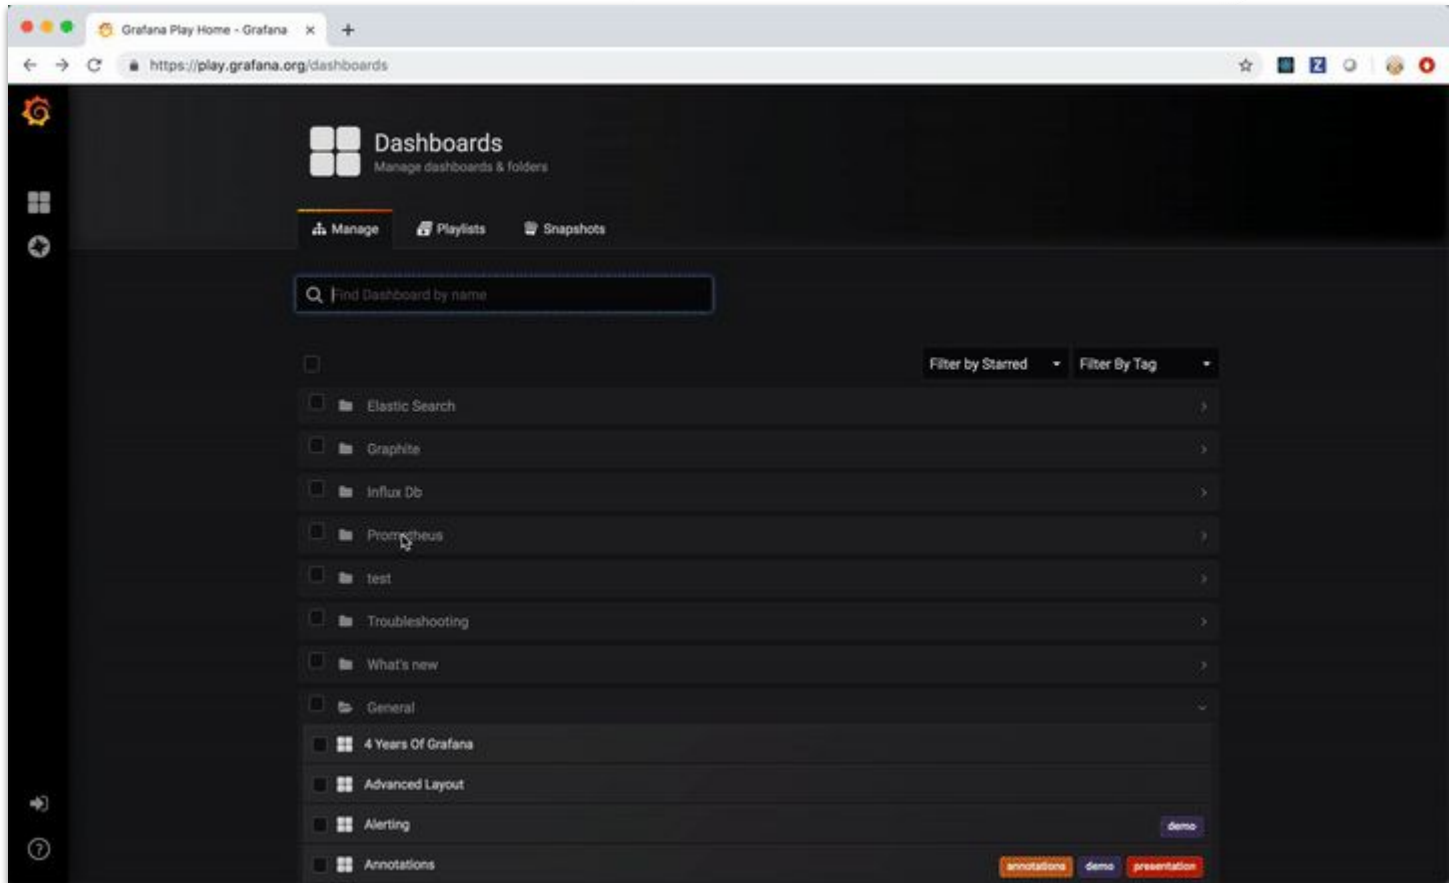 Grafana Play Home - Grafana
https://play.grafana.org/dashboards
Dashboards
Manage dashboards & folders
Manage Playlists Snapshots
Find Dashboard by name
Filter by Starred Filter By Tag
Elastic Search
Graphite
Influx Db
Prometheus
test
Troubleshooting
What's new
General
4 Years Of Grafana
Advanced Layout
Alerting demo
Annotations annotations demo presentation